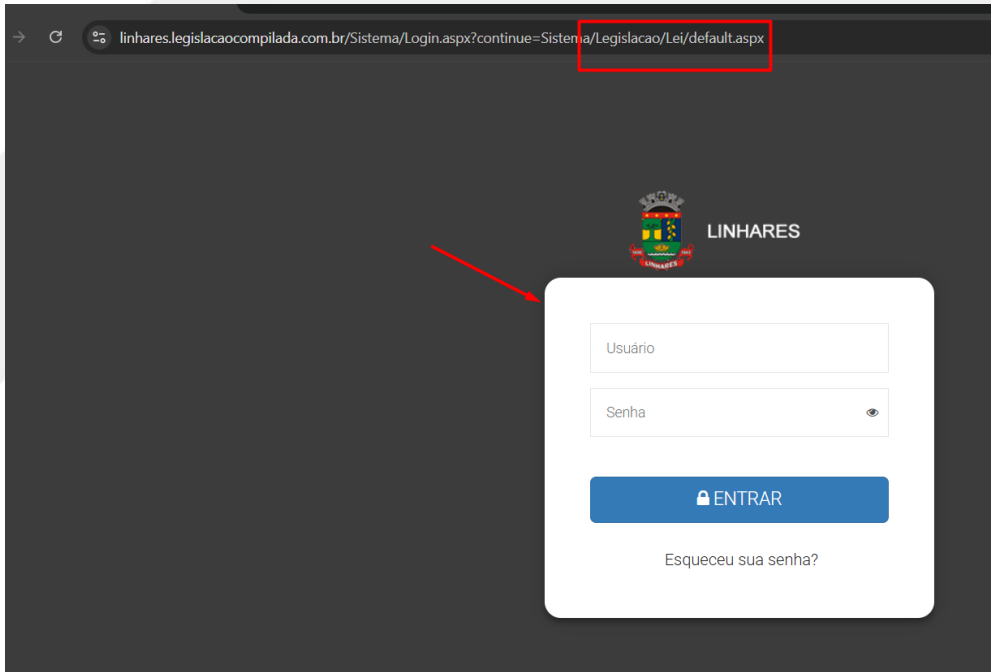 linhares.legislacaocompilada.com.br/Sistema/Login.aspx?continue=Sistema/Legislacao/Lei/default.aspx
LINHARES
LINHARES
Usuário
Senha
ENTRAR
Esqueceu sua senha?